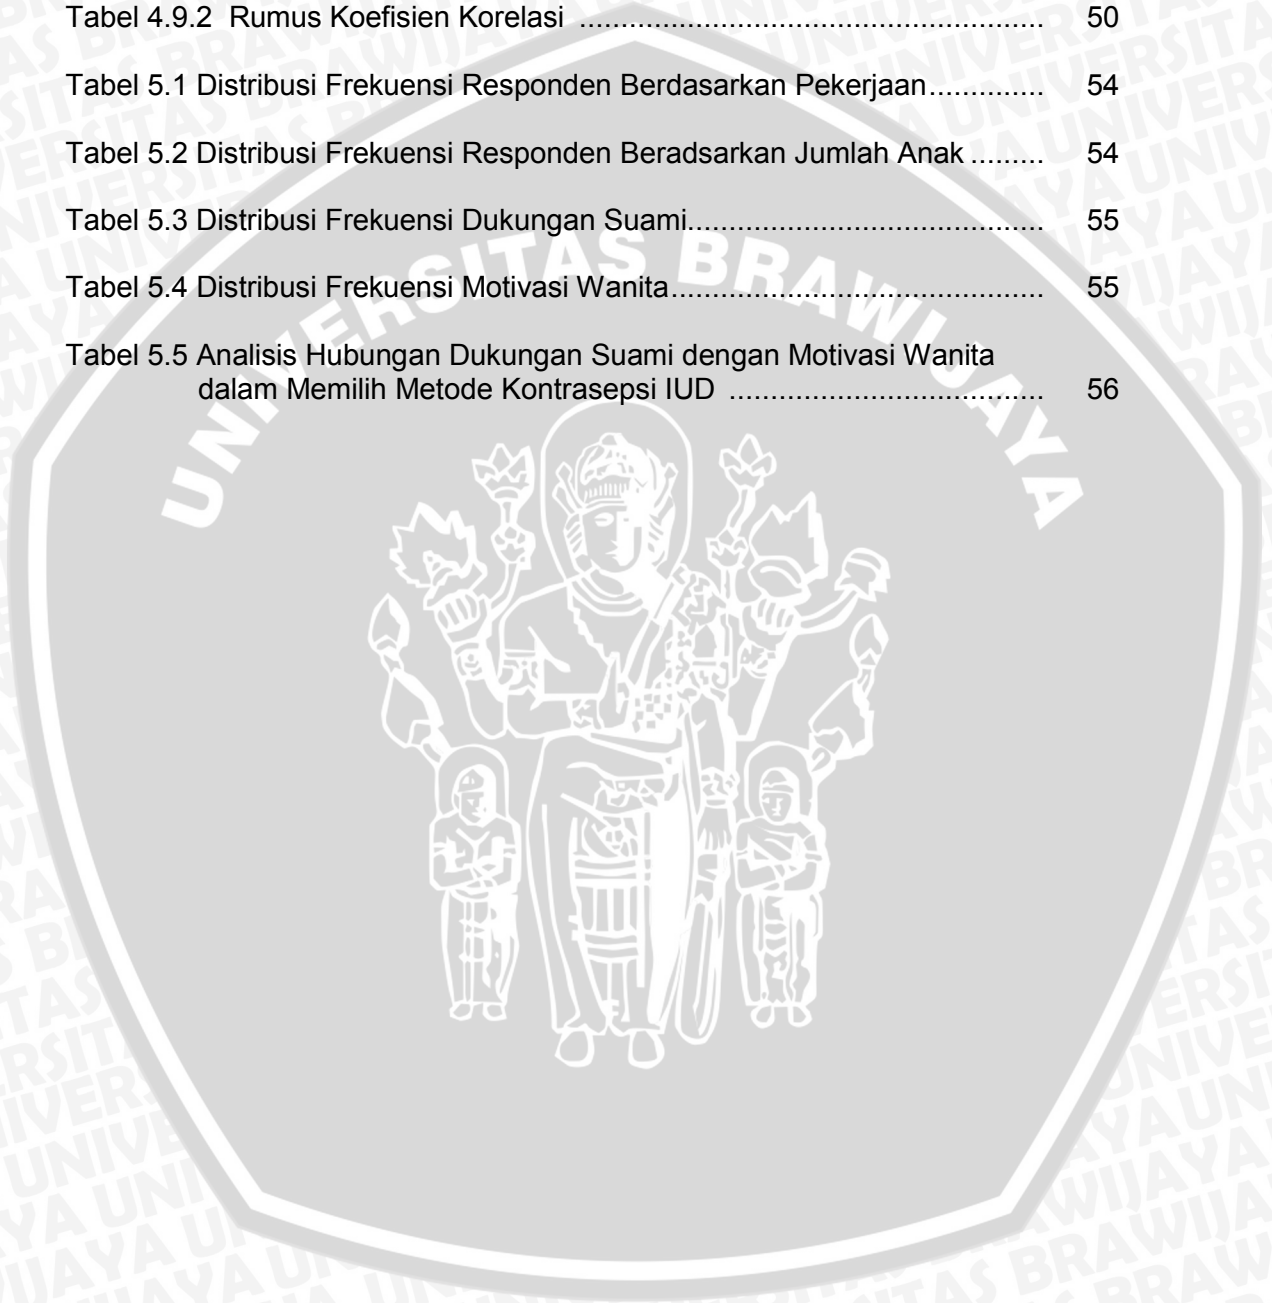 Tabel 4.9.2  Rumus Koefisien Korelasi ........................................................ 50
Tabel 5.1 Distribusi Frekuensi Responden Berdasarkan Pekerjaan.............. 54
Tabel 5.2 Distribusi Frekuensi Responden Beradsarkan Jumlah Anak ......... 54
Tabel 5.3 Distribusi Frekuensi Dukungan Suami........................................... 55
Tabel 5.4 Distribusi Frekuensi Motivasi Wanita............................................. 55
Tabel 5.5 Analisis Hubungan Dukungan Suami dengan Motivasi Wanita
dalam Memilih Metode Kontrasepsi IUD ...................................... 56
UNIVERSITAS BRAWIJAYA